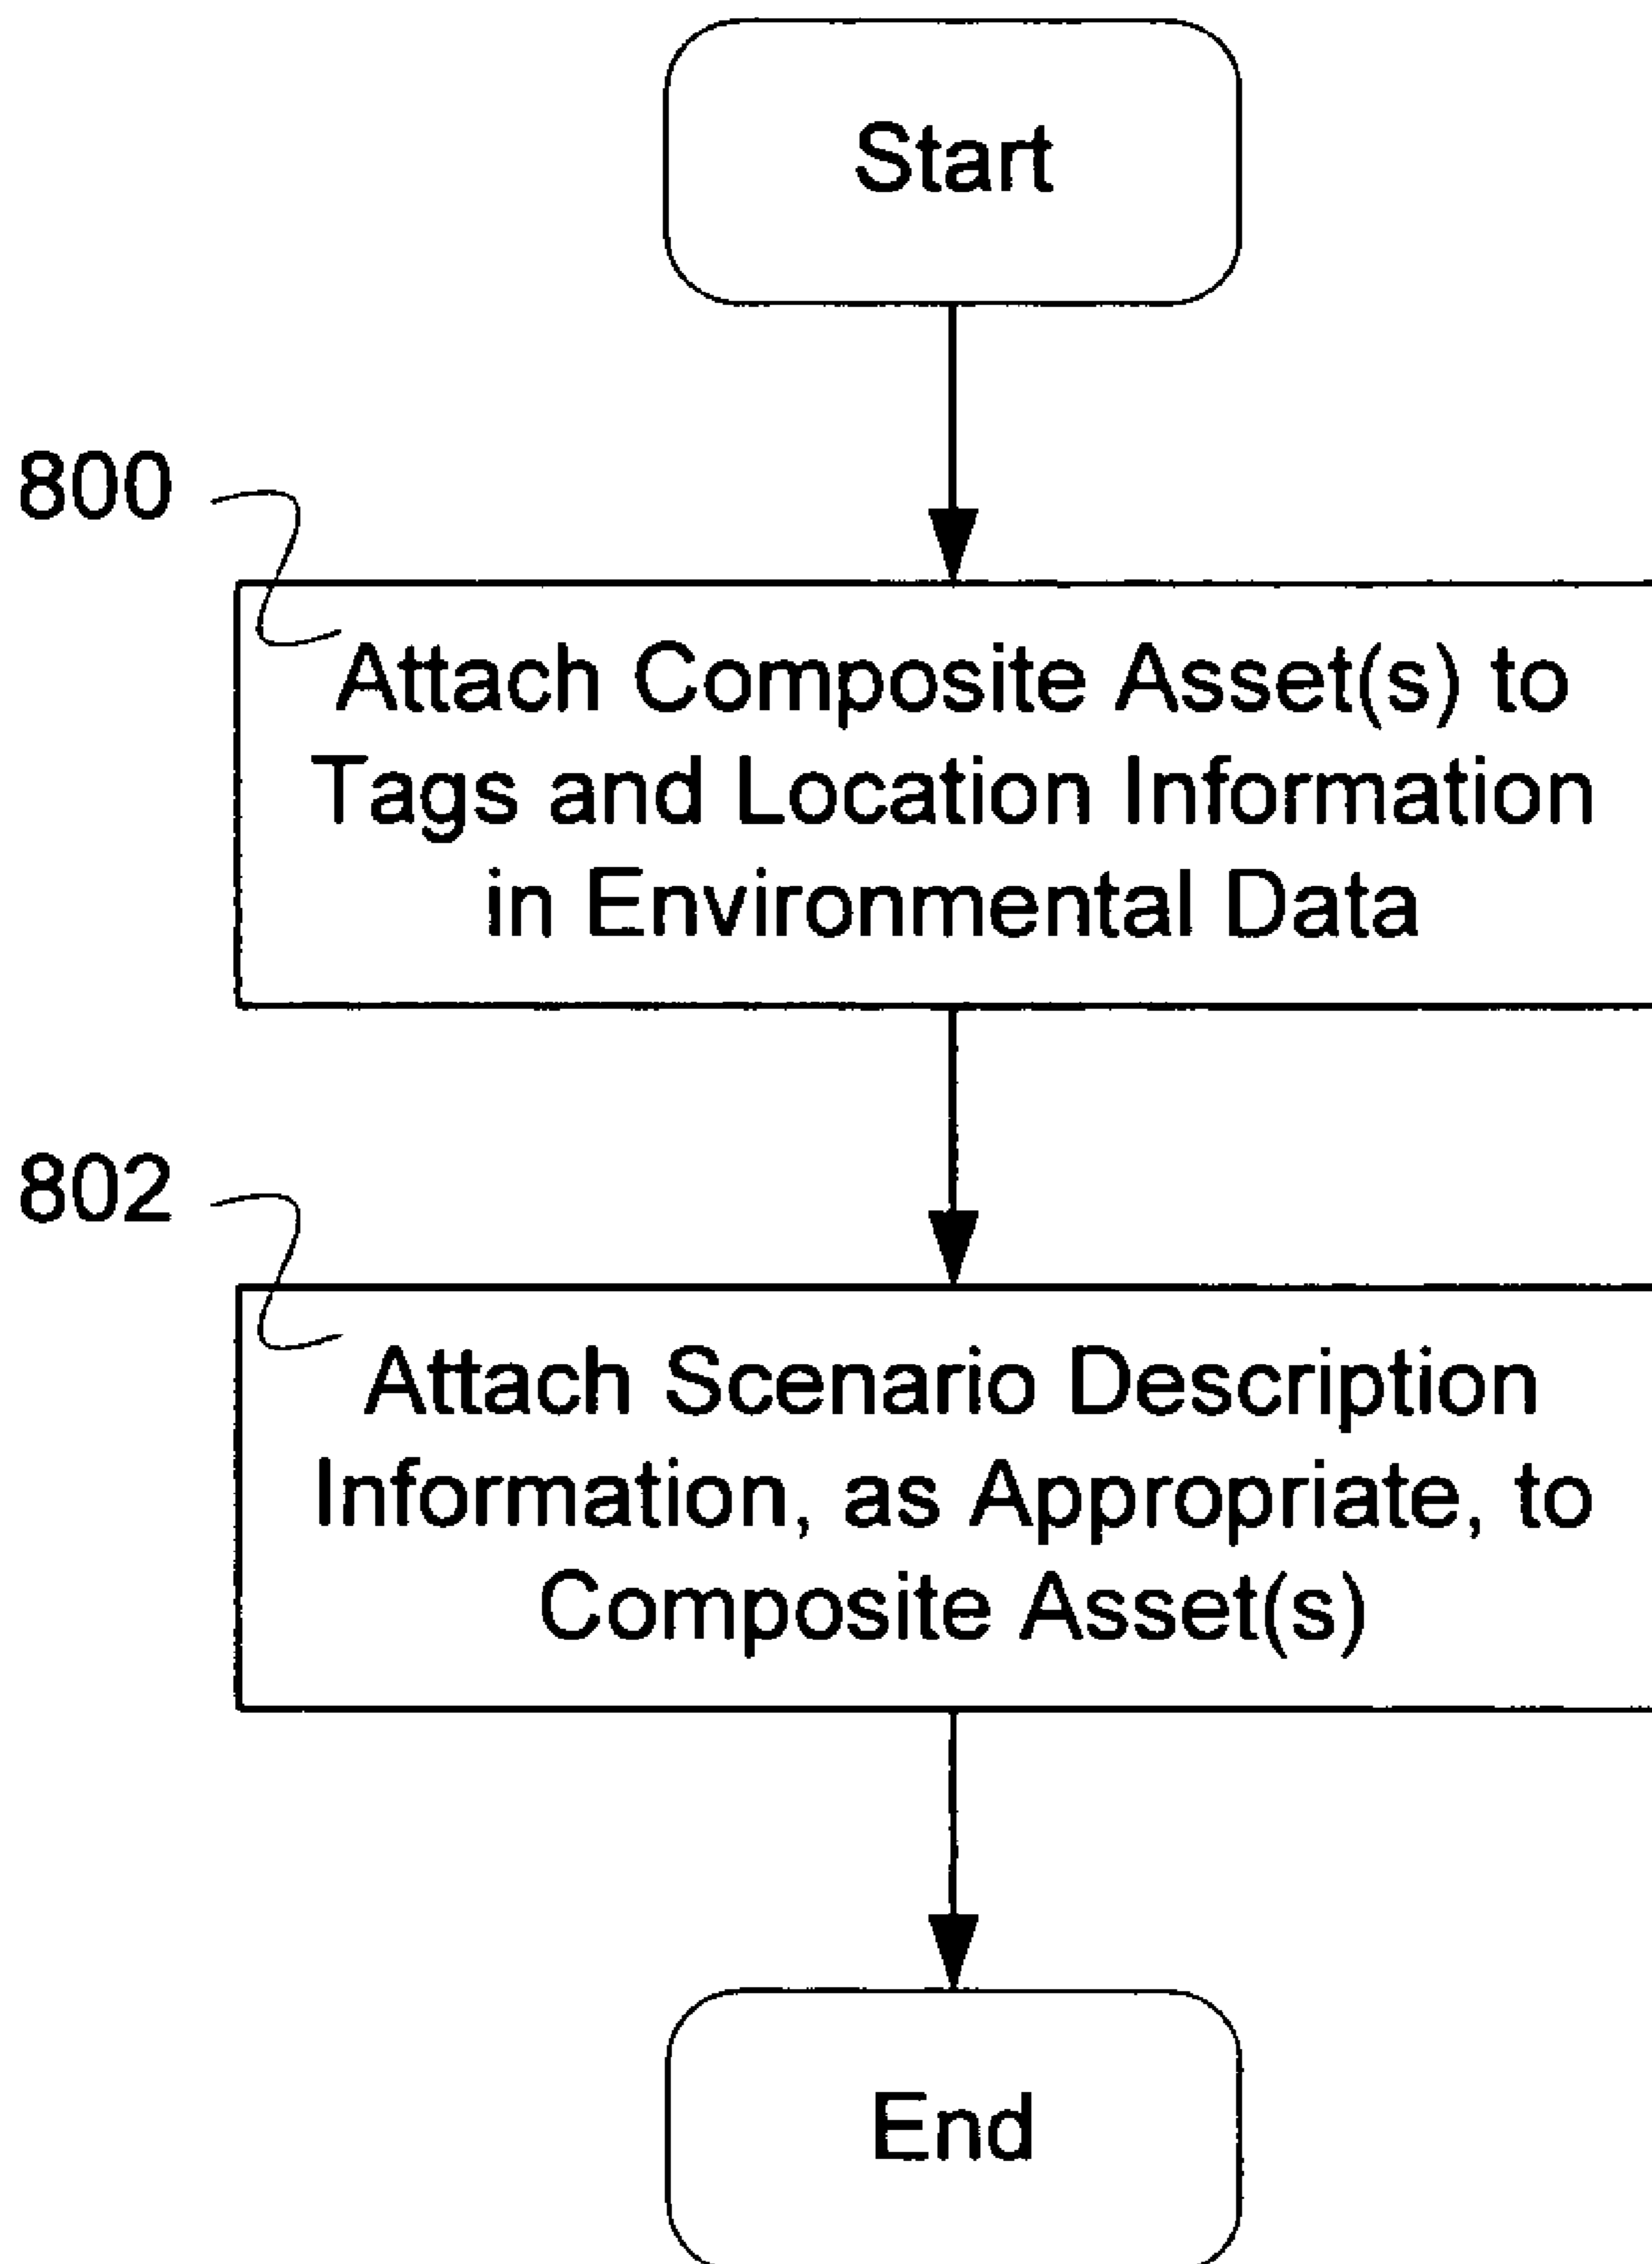 Start
800
Attach Composite Asset(s) to
Tags and Location Information
in Environmental Data
802
Attach Scenario Description
Information, as Appropriate, to
Composite Asset(s)
End